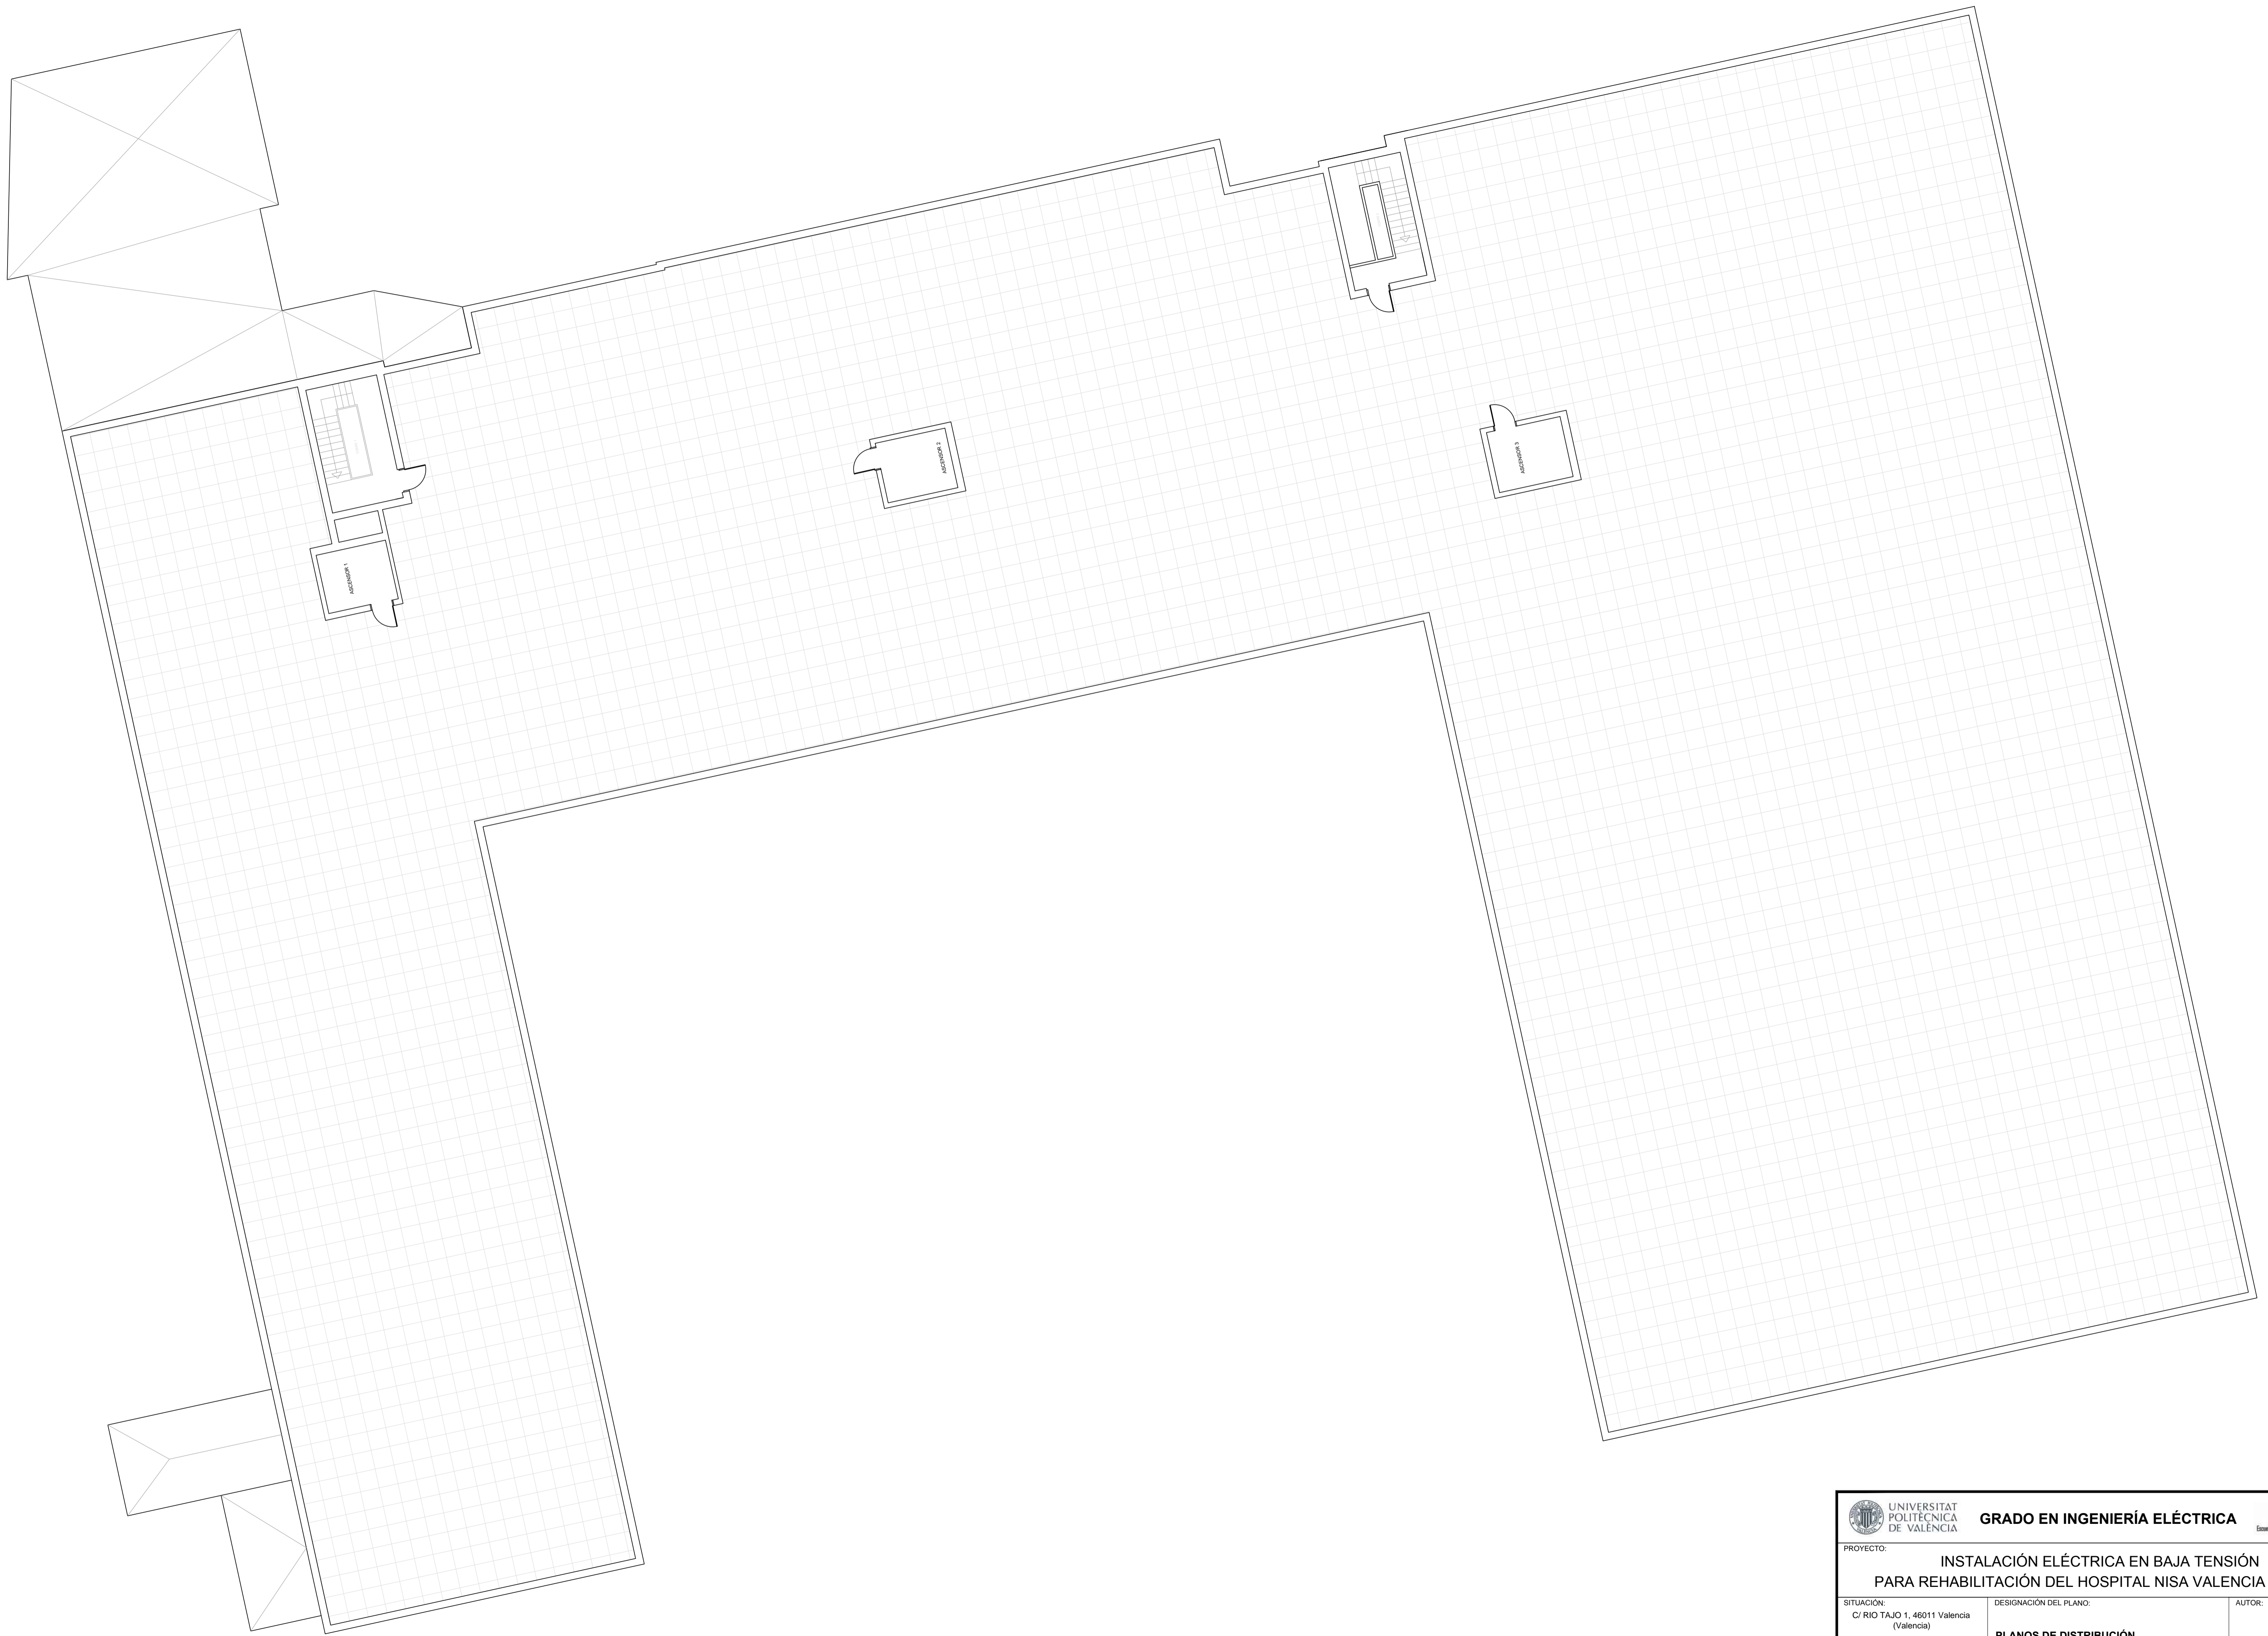 ASCENSOR 1
ASCENSOR 2
ASCENSOR 3
UNIVERSITAT
POLITÈCNICA
DE VALÈNCIA
GRADO EN INGENIERÍA ELÉCTRICA
PROYECTO:
INSTALACIÓN ELÉCTRICA EN BAJA TENSIÓN
PARA REHABILITACIÓN DEL HOSPITAL NISA VALENCIA
SITUACIÓN:
C/ RIO TAJO 1, 46011 Valencia
(Valencia)
DESIGNACIÓN DEL PLANO:
PLANOS DE DISTRIBUCIÓN
AUTOR: